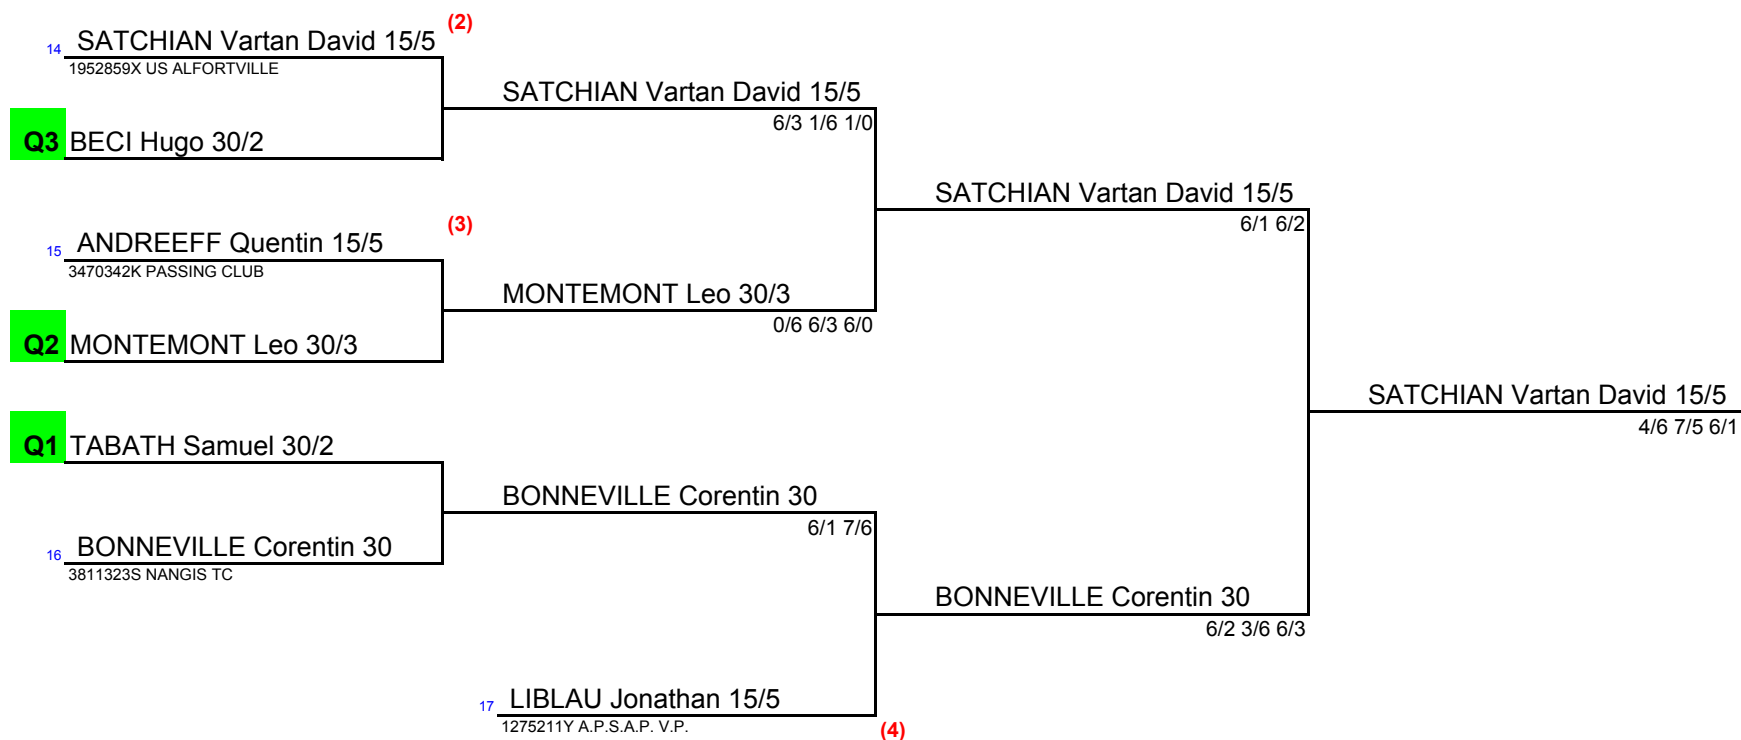 (2)
14 SATCHIAN Vartan David 15/5
1952859X US ALFORTVILLE
SATCHIAN Vartan David 15/5
6/3 1/6 1/0
Q3 BECI Hugo 30/2
SATCHIAN Vartan David 15/5
6/1 6/2
(3)
15 ANDREEFF Quentin 15/5
3470342K PASSING CLUB
MONTEMONT Leo 30/3
0/6 6/3 6/0
Q2 MONTEMONT Leo 30/3
SATCHIAN Vartan David 15/5
4/6 7/5 6/1
Q1 TABATH Samuel 30/2
BONNEVILLE Corentin 30
6/1 7/6
16 BONNEVILLE Corentin 30
3811323S NANGIS TC
BONNEVILLE Corentin 30
6/2 3/6 6/3
17 LIBLAU Jonathan 15/5
1275211Y A.P.S.A.P. V.P.
(4)